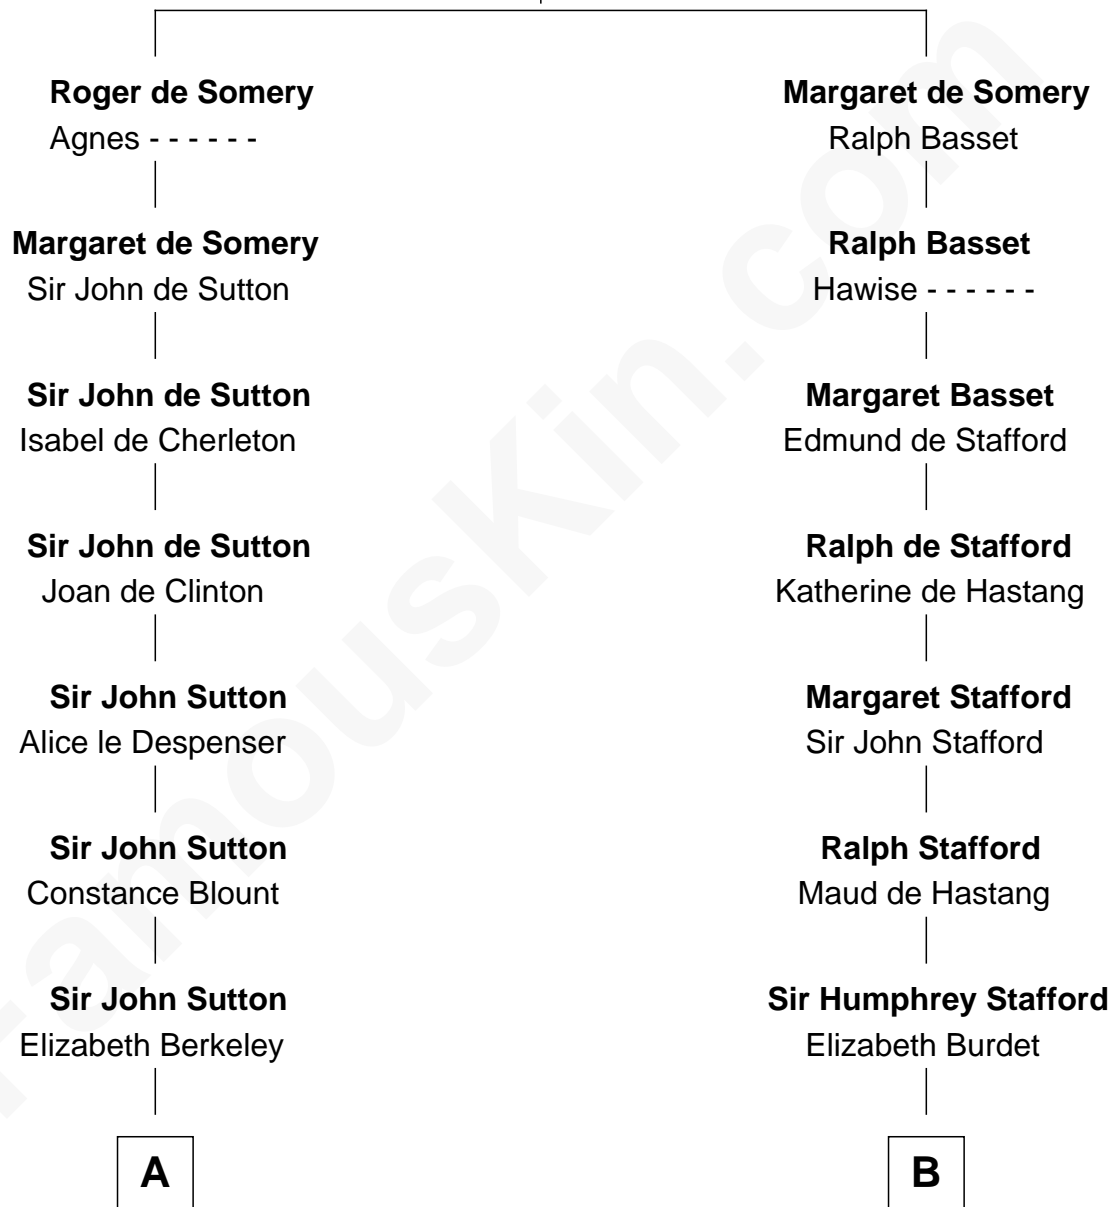 Roger de Somery
Agnes - - - - - -
Margaret de Somery
Sir John de Sutton
Sir John de Sutton
Isabel de Cherleton
Sir John de Sutton
Joan de Clinton
Sir John Sutton
Alice le Despenser
Sir John Sutton
Constance Blount
Sir John Sutton
Elizabeth Berkeley
A
Margaret de Somery
Ralph Basset
Ralph Basset
Hawise - - - - - -
Margaret Basset
Edmund de Stafford
Ralph de Stafford
Katherine de Hastang
Margaret Stafford
Sir John Stafford
Ralph Stafford
Maud de Hastang
Sir Humphrey Stafford
Elizabeth Burdet
B
FamousKin.com